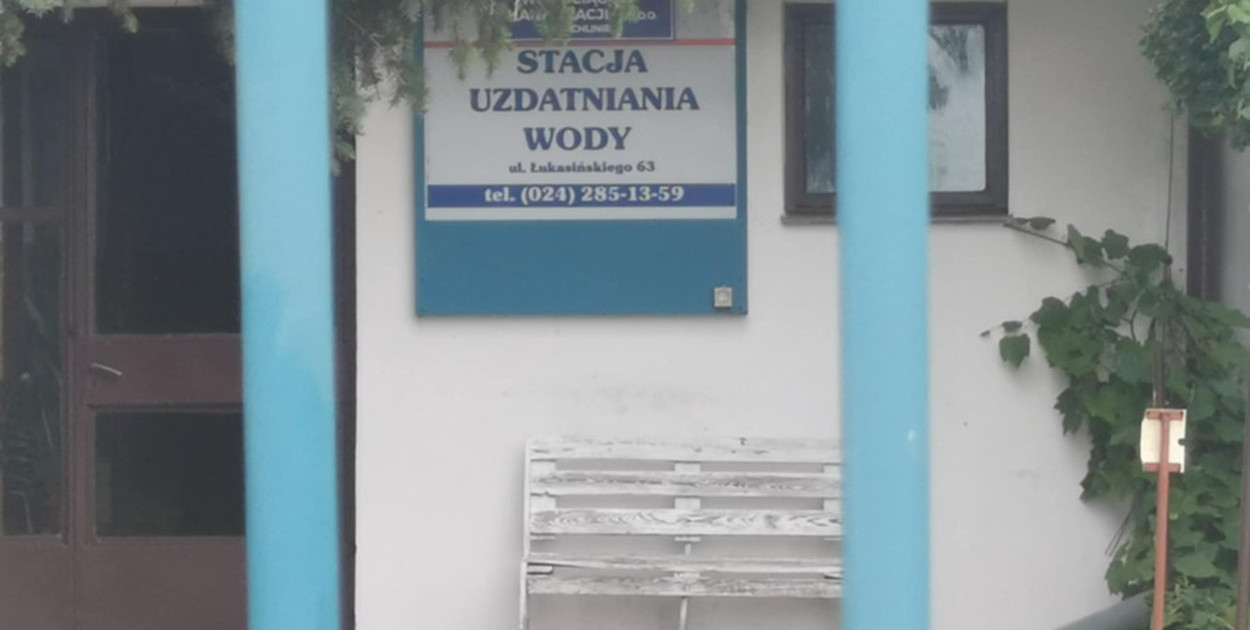 STACJA
UZDATNIANIA
WODY
ul. Łukasińskiego 63
tel. (024) 285-13-59